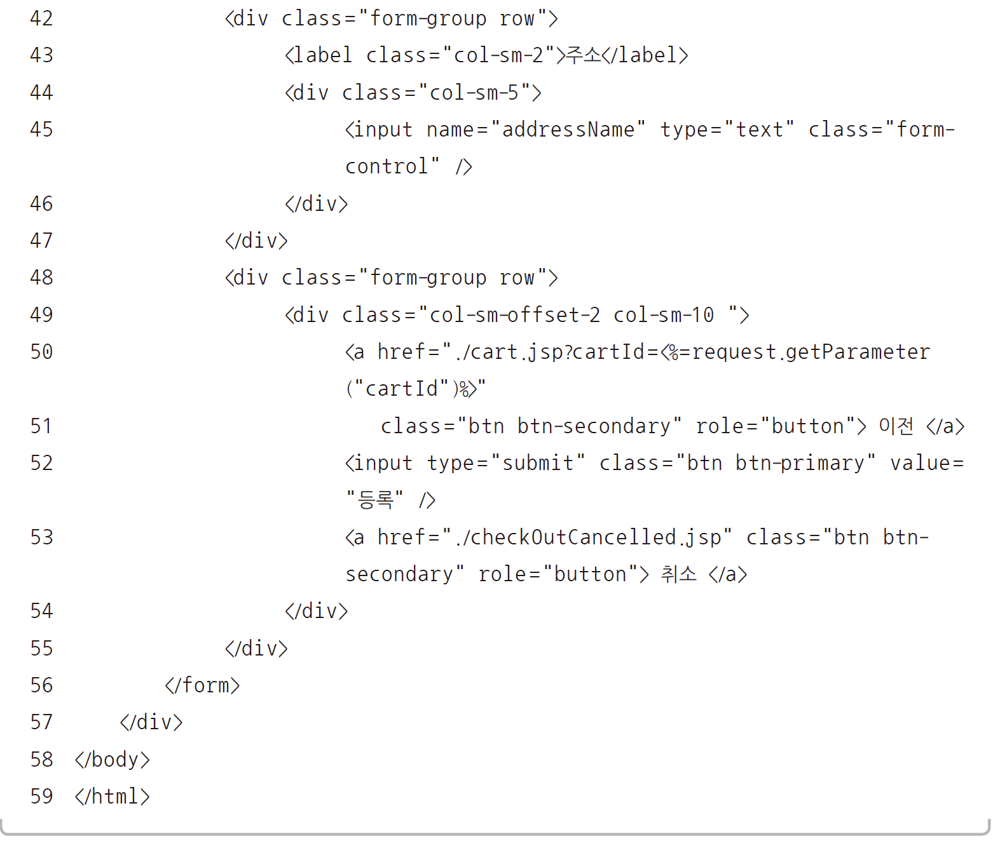 42 <div class="form-group row">
43 <label class="col-sm-2">주소</label>
44 <div class="col-sm-5">
45 <input name="addressName" type="text" class="form-
control" />
46 </div>
47 </div>
48 <div class="form-group row">
49 <div class="col-sm-offset-2 col-sm-10 ">
50 <a href="./cart.jsp?cartId=<%=request.getParameter
("cartId")%>"
51 class="btn btn-secondary" role="button"> 이전 </a>
52 <input type="submit" class="btn btn-primary" value=
"등록" />
53 <a href="./checkOutCancelled.jsp" class="btn btn-
secondary" role="button"> 취소 </a>
54 </div>
55 </div>
56 </form>
57 </div>
58 </body>
59 </html>